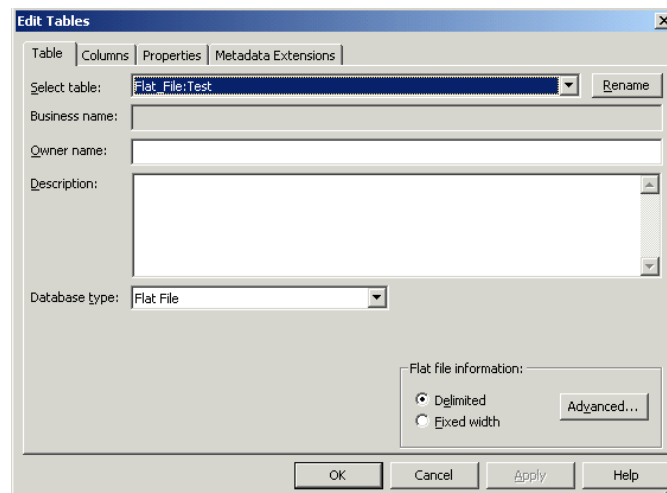 Edit Tables
Table Columns Properties Metadata Extensions
Select table: Flat_File:Test Rename
Business name:
Owner name:
Description:
Database type: Flat File
Flat file information:
Delimited
Advanced...
Fixed width
OK Cancel Apply Help